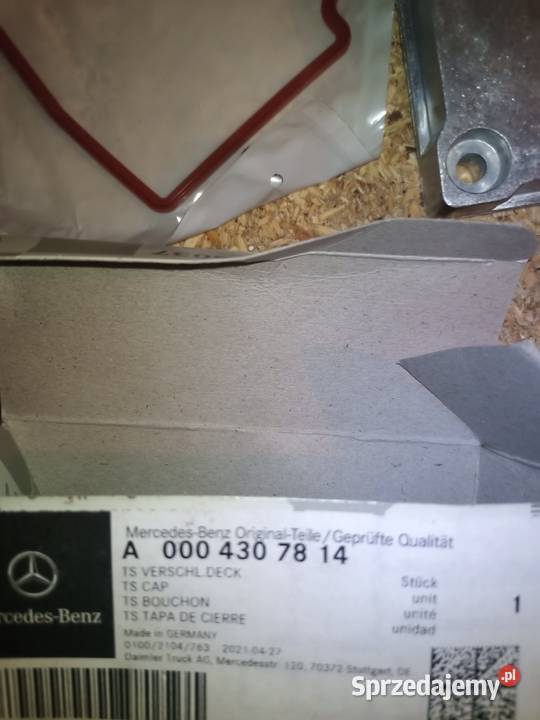 Mercedes-Benz Original-Teile/Geprüfte Qualität
A 000 430 78 14
TS VERSCHL.DECK
TS CAP
TS BOUCHON
TS TAPA DE CIERRE
Stück
unit
unité
unidad
1
rcedes-Benz
Made in GERMANY
0100/2104/763 2021-04-27
Daimler Truck AG, Mercedesstr. 120, 70372 Stuttgart, DE
Sprzedajemy.pl